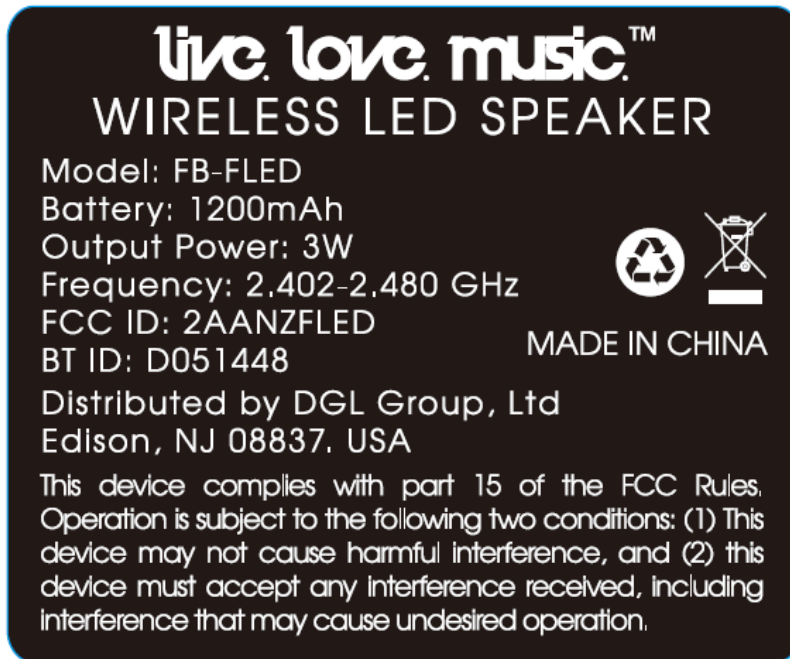 live. love. music.™
WIRELESS LED SPEAKER
Model: FB-FLED
Battery: 1200mAh
Output Power: 3W
Frequency: 2.402-2.480 GHz
FCC ID: 2AANZFLED
BT ID: D051448
MADE IN CHINA
Distributed by DGL Group, Ltd
Edison, NJ 08837. USA
This device complies with part 15 of the FCC Rules.
Operation is subject to the following two conditions: (1) This
device may not cause harmful interference, and (2) this
device must accept any interference received, including
interference that may cause undesired operation.